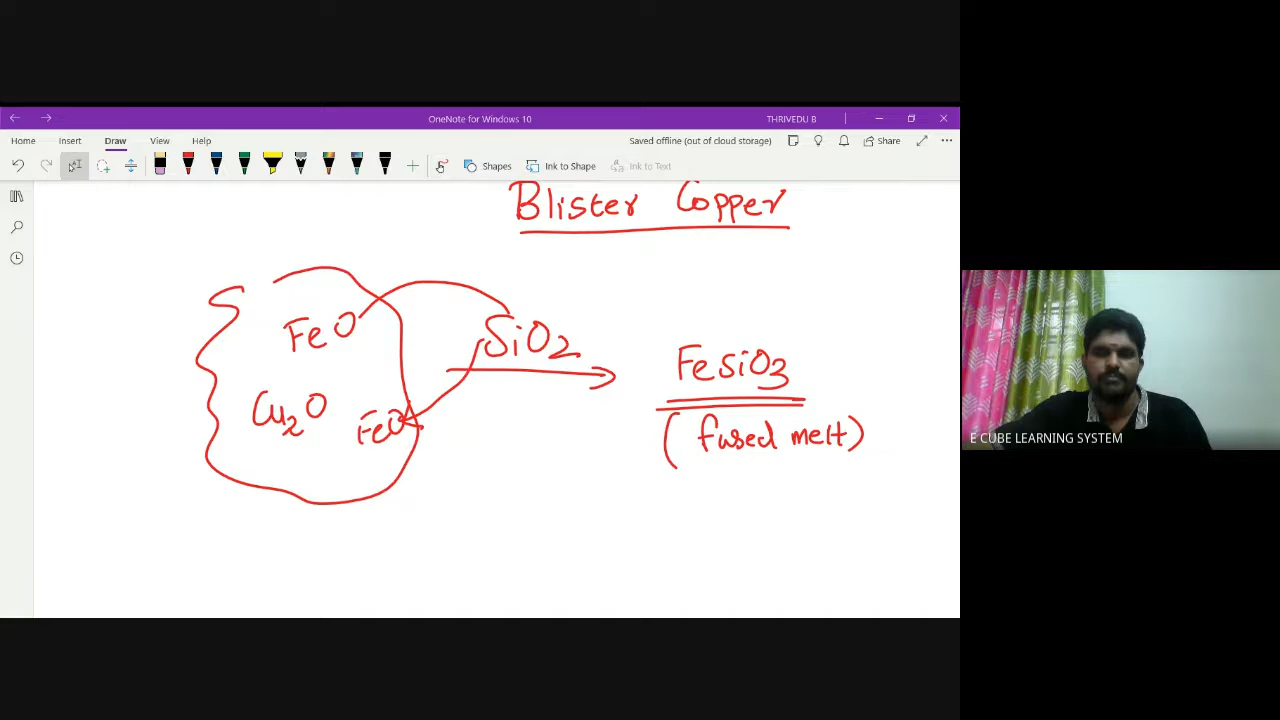 OneNote for Windows 10
THRIVEDU B
Home Insert Draw View Help
Saved offline (out of cloud storage)
Share
Shapes
Ink to Shape
Ink to Text
Blister Copper
FeO
SiO2
FeSiO3
Cu2O
FeO
(fused melt)
E CUBE LEARNING SYSTEM